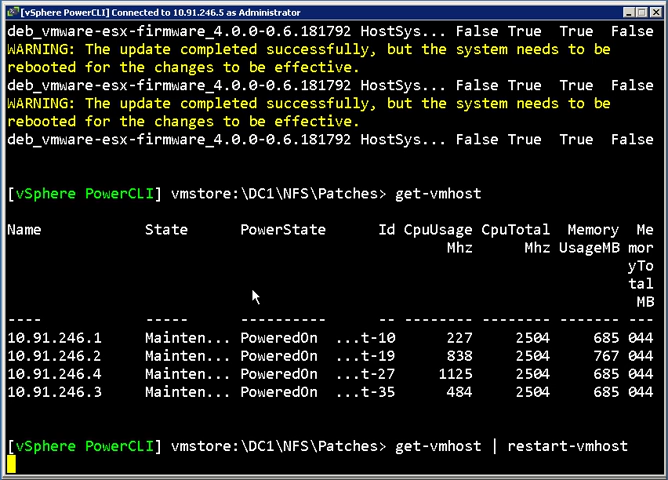 [vSphere PowerCLI] Connected to 10.91.246.5 as Administrator
deb_vmware-esx-firmware_4.0.0-0.6.181792 HostSys... False True  True  False
WARNING: The update completed successfully, but the system needs to be
rebooted for the changes to be effective.
deb_vmware-esx-firmware_4.0.0-0.6.181792 HostSys... False True  True  False
WARNING: The update completed successfully, but the system needs to be
rebooted for the changes to be effective.
deb_vmware-esx-firmware_4.0.0-0.6.181792 HostSys... False True  True  False
[vSphere PowerCLI] vmstore:\DC1\NFS\Patches> get-vmhost
Name State PowerState Id CpuUsage CpuTotal Memory Me
Mhz Mhz UsageMB mor
yTo
tal
MB
---- ----- ---------- -- -------- -------- ------- ---
10.91.246.1 Mainten... PoweredOn ...t-10 227 2504 685 044
10.91.246.2 Mainten... PoweredOn ...t-19 838 2504 767 044
10.91.246.4 Mainten... PoweredOn ...t-27 1125 2504 685 044
10.91.246.3 Mainten... PoweredOn ...t-35 484 2504 685 044
[vSphere PowerCLI] vmstore:\DC1\NFS\Patches> get-vmhost | restart-vmhost